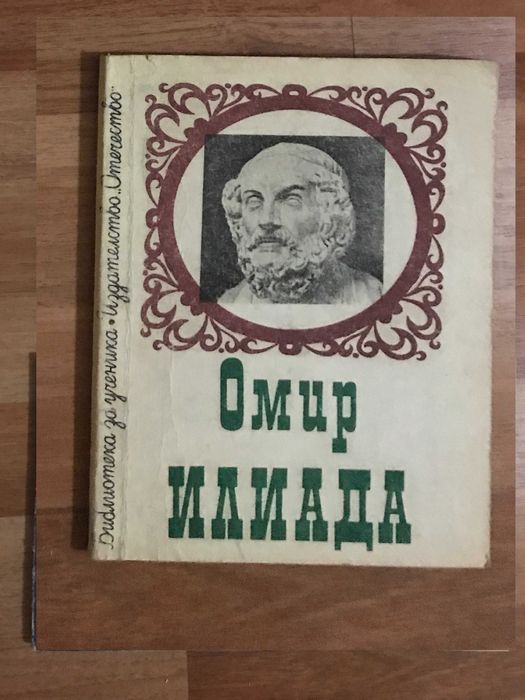 Библиотека за ученика • Издателство „Отечество“
Омир
ИЛИАДА